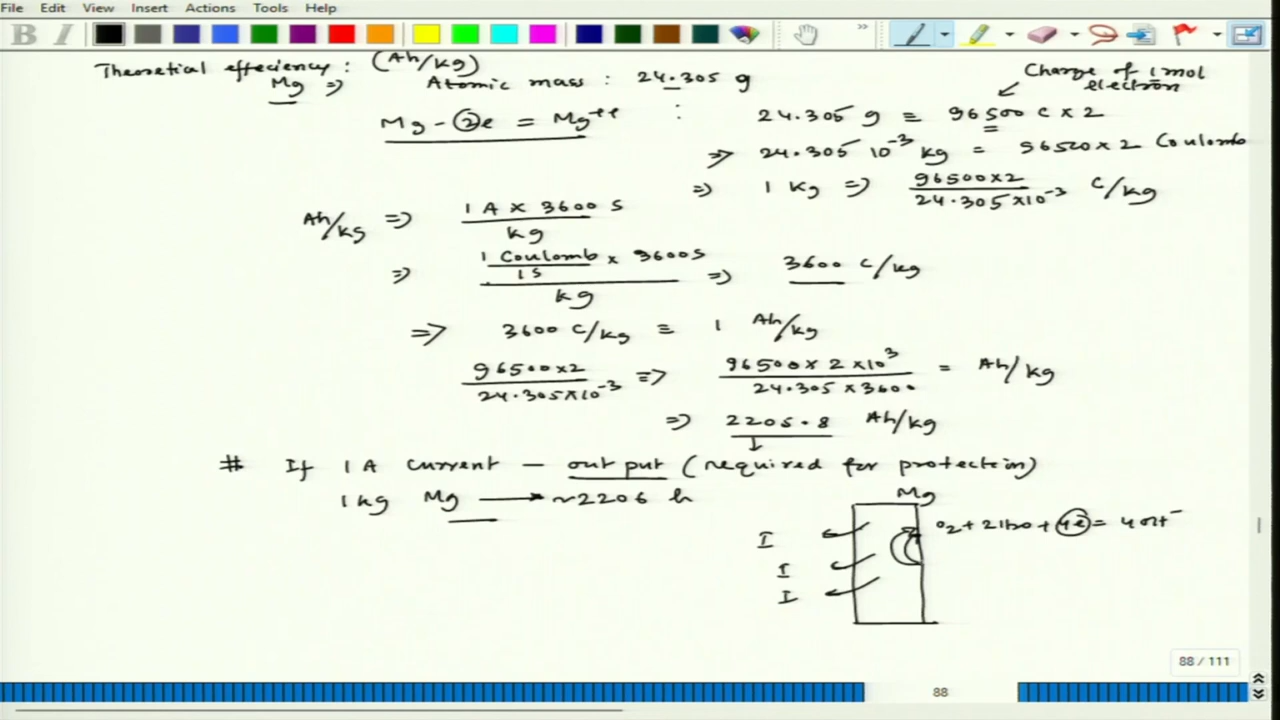 File Edit View Insert Actions Tools Help
B I
Theoretial effeciency : (Ah/kg)
Mg ⇒ Atomic mass : 24.305 g
Charge of 1 mol electron
Mg - 2e = Mg++ : 24.305 g ≡ 96500 C x 2
⇒ 24.305 10-3 kg = 96500 x 2 Coulomb
⇒ 1 Kg ⇒ 96500x2 / 24.305x10-3 C/kg
Ah/kg ⇒ 1 A x 3600 S / kg
⇒ 1 Coulomb / 1 S x 3600S / kg ⇒ 3600 C/kg
⇒ 3600 C/kg ≡ 1 Ah/kg
96500x2 / 24.305x10-3 ⇒ 96500 x 2 x 10^3 / 24.305 x 3600 = Ah/kg
⇒ 2205.8 Ah/kg
# If 1 A current - output (required for protection)
1 kg Mg → ~2206 h
Mg
O2 + 2H2O + 4e = 4OH-
I
I
I
88 / 111
88